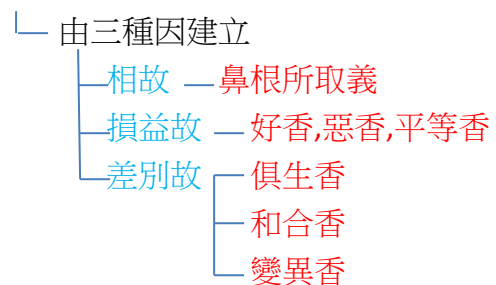 由三種因建立
相故 鼻根所取義
損益故 好香,惡香,平等香
差別故 俱生香
和合香
變異香